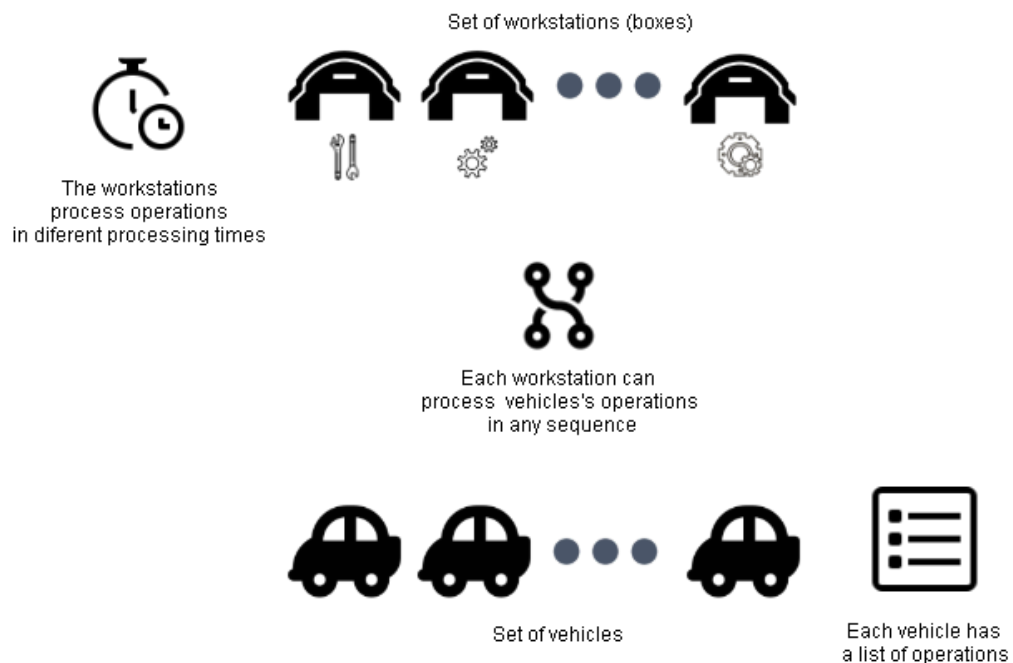 Set of workstations (boxes)
The workstations
process operations
in diferent processing times
Each workstation can
process vehicles's operations
in any sequence
Set of vehicles
Each vehicle has
a list of operations